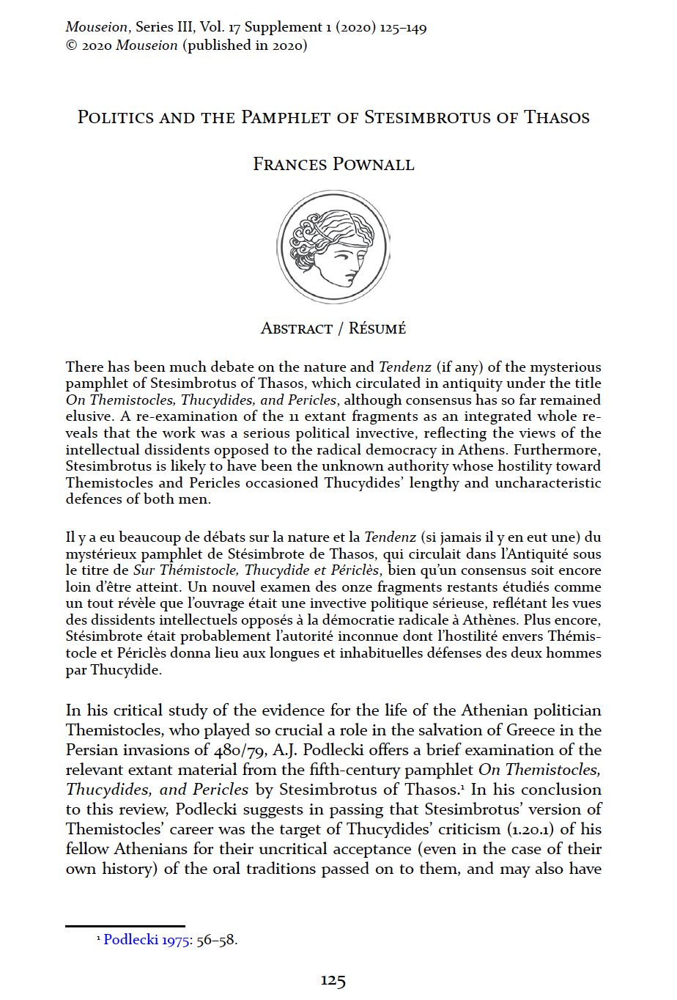 Mouseion, Series III, Vol. 17 Supplement 1 (2020) 125–149
© 2020 Mouseion (published in 2020)
Politics and the Pamphlet of Stesimbrotus of Thasos
Frances Pownall
Abstract / Résumé
There has been much debate on the nature and Tendenz (if any) of the mysterious
pamphlet of Stesimbrotus of Thasos, which circulated in antiquity under the title
On Themistocles, Thucydides, and Pericles, although consensus has so far remained
elusive. A re-examination of the 11 extant fragments as an integrated whole re-
veals that the work was a serious political invective, reflecting the views of the
intellectual dissidents opposed to the radical democracy in Athens. Furthermore,
Stesimbrotus is likely to have been the unknown authority whose hostility toward
Themistocles and Pericles occasioned Thucydides’ lengthy and uncharacteristic
defences of both men.
Il y a eu beaucoup de débats sur la nature et la Tendenz (si jamais il y en eut une) du
mystérieux pamphlet de Stésimbrote de Thasos, qui circulait dans l’Antiquité sous
le titre de Sur Thémistocle, Thucydide et Périclès, bien qu’un consensus soit encore
loin d’être atteint. Un nouvel examen des onze fragments restants étudiés comme
un tout révèle que l’ouvrage était une invective politique sérieuse, reflétant les vues
des dissidents intellectuels opposés à la démocratie radicale à Athènes. Plus encore,
Stésimbrote était probablement l’autorité inconnue dont l’hostilité envers Thémis-
tocle et Périclès donna lieu aux longues et inhabituelles défenses des deux hommes
par Thucydide.
In his critical study of the evidence for the life of the Athenian politician
Themistocles, who played so crucial a role in the salvation of Greece in the
Persian invasions of 480/79, A.J. Podlecki offers a brief examination of the
relevant extant material from the fifth-century pamphlet On Themistocles,
Thucydides, and Pericles by Stesimbrotus of Thasos.¹ In his conclusion
to this review, Podlecki suggests in passing that Stesimbrotus’ version of
Themistocles’ career was the target of Thucydides’ criticism (1.20.1) of his
fellow Athenians for their uncritical acceptance (even in the case of their
own history) of the oral traditions passed on to them, and may also have
¹ Podlecki 1975: 56–58.
125